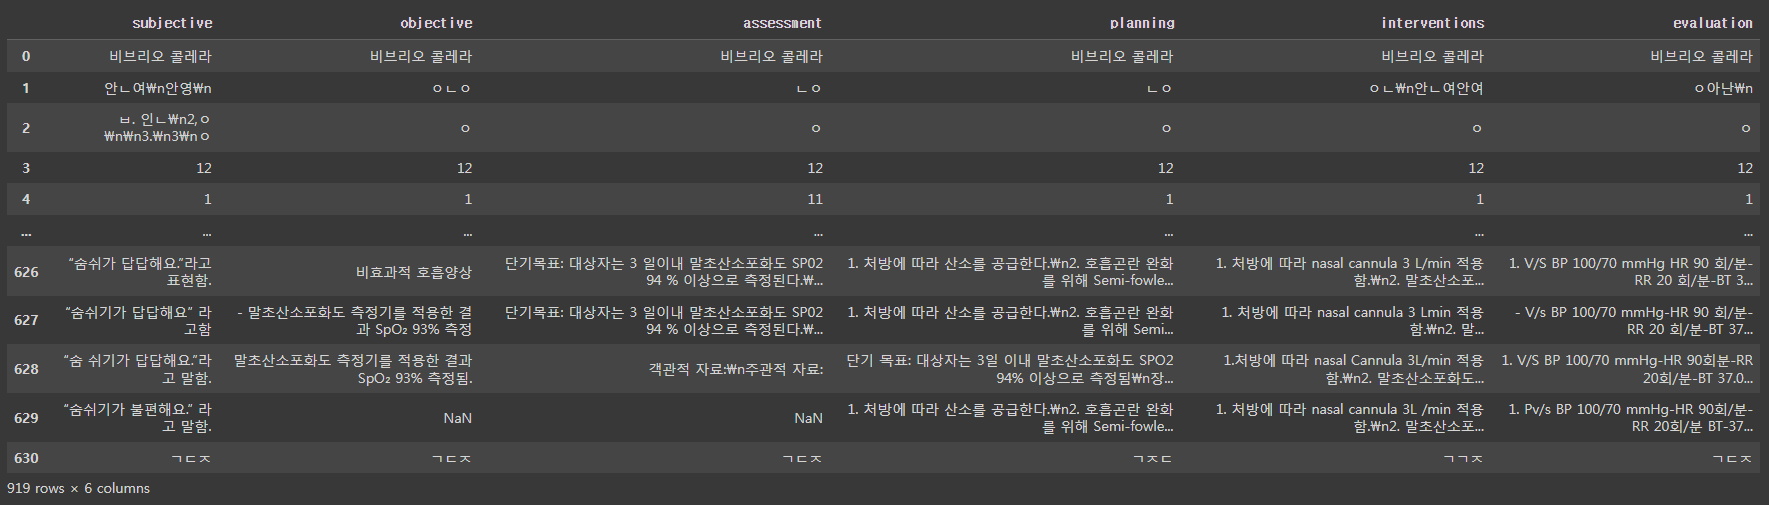 subjective objective assessment planning interventions evaluation
0 비브리오 콜레라 비브리오 콜레라 비브리오 콜레라 비브리오 콜레라 비브리오 콜레라 비브리오 콜레라
1 안ㄴ여₩n안영₩n ㅇㄴㅇ ㄴㅇ ㄴㅇ ㅇㄴ₩n안ㄴ여안여 ㅇ아난₩n
ㅂ. 인ㄴ₩n2,ㅇ
2 ₩n₩n3.₩n3₩nㅇ ㅇ ㅇ ㅇ ㅇ ㅇ
3 12 12 12 12 12 12
4 1 1 11 1 1 1
... ... ... ... ... ... ...
626 “숨쉬기 답답해요.”라고 표현함. 비효과적 호흡양상 단기목표: 대상자는 3 일이내 말초산소포화도 SP02 94 % 이상으로 측정된다.₩... 1. 처방에 따라 산소를 공급한다.₩n2. 호흡곤란 완화를 위해 Semi-fowle... 1. 처방에 따라 nasal cannula 3 L/min 적용함.₩n2. 말초산소포... 1. V/S BP 100/70 mmHg HR 90 회/분-RR 20 회/분-BT 3...
627 “숨쉬기가 답답해요” 라고함 - 말초산소포화도 측정기를 적용한 결과 SpO₂ 93% 측정 단기목표: 대상자는 3 일이내 말초산소포화도 SP02 94 % 이상으로 측정된다.₩... 1. 처방에 따라 산소를 공급한다.₩n2. 호흡곤란 완화를 위해 Semi... 1. 처방에 따라 nasal cannula 3 Lmin 적용함.₩n2. 말... - V/s BP 100/70 mmHg-HR 90 회/분-RR 20 회/분-BT 37...
628 “숨 쉬기가 답답해요.”라고 말함. 말초산소포화도 측정기를 적용한 결과 SpO₂ 93% 측정됨. 객관적 자료:₩n주관적 자료: 단기 목표: 대상자는 3일 이내 말초산소포화도 SPO2 94% 이상으로 측정됨₩n장... 1.처방에 따라 nasal Cannula 3L/min 적용함.₩n2. 말초산소포화도... 1. V/S BP 100/70 mmHg-HR 90회분-RR 20회/분-BT 37.0...
629 “숨쉬기가 불편해요.” 라고 말함. NaN NaN 1. 처방에 따라 산소를 공급한다.₩n2. 호흡곤란 완화를 위해 Semi-fowle... 1. 처방에 따라 nasal cannula 3L /min 적용함.₩n2. 말초산소포... 1. Pv/s BP 100/70 mmHg-HR 90회/분-RR 20회/분 BT-37...
630 ㄱㄷㅈ ㄱㄷㅈ ㄱㄷㅈ ㄱㅈㄷ ㄱㄱㅈ ㄱㄷㅈ
919 rows × 6 columns